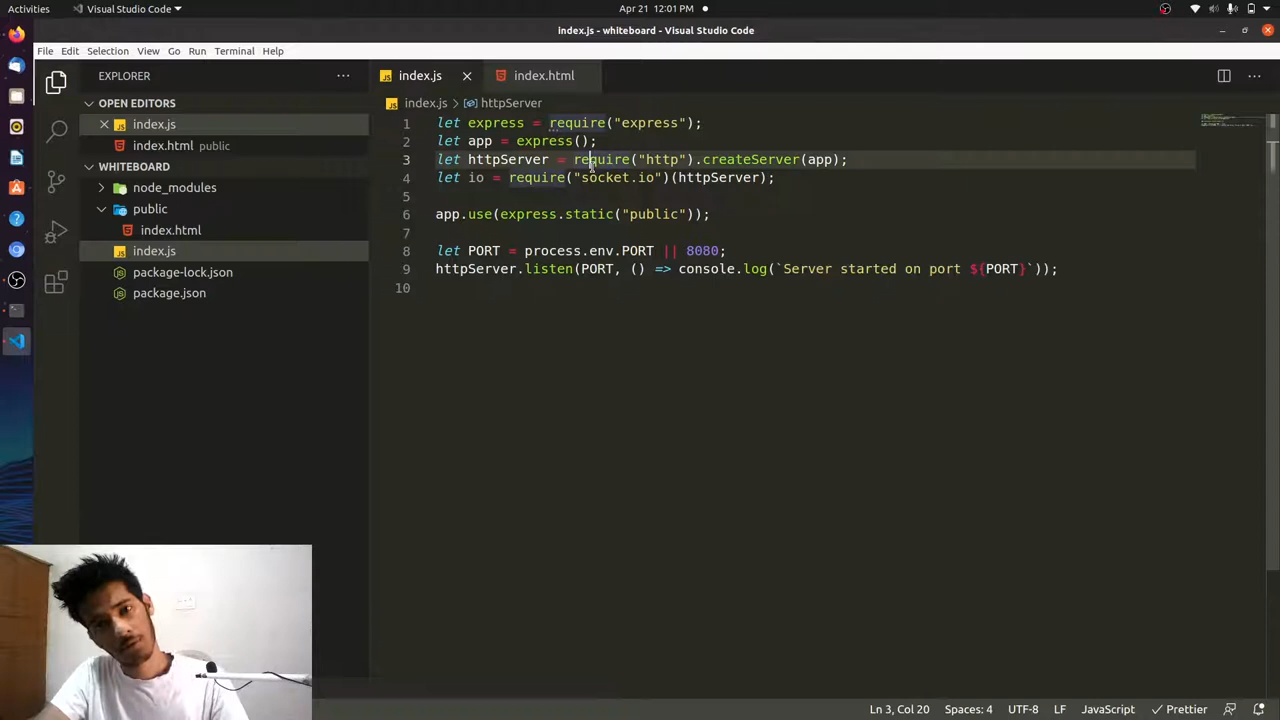 Activities
Visual Studio Code
Apr 21 12:01 PM
index.js - whiteboard - Visual Studio Code
File Edit Selection View Go Run Terminal Help
EXPLORER
OPEN EDITORS
index.js
index.html public
WHITEBOARD
node_modules
public
index.html
index.js
package-lock.json
package.json
index.js
index.html
index.js > httpServer
1 let express = require("express");
2 let app = express();
3 let httpServer = require("http").createServer(app);
4 let io = require("socket.io")(httpServer);
5
6 app.use(express.static("public"));
7
8 let PORT = process.env.PORT || 8080;
9 httpServer.listen(PORT, () => console.log(`Server started on port ${PORT}`));
10
Ln 3, Col 20 Spaces: 4 UTF-8 LF JavaScript Prettier